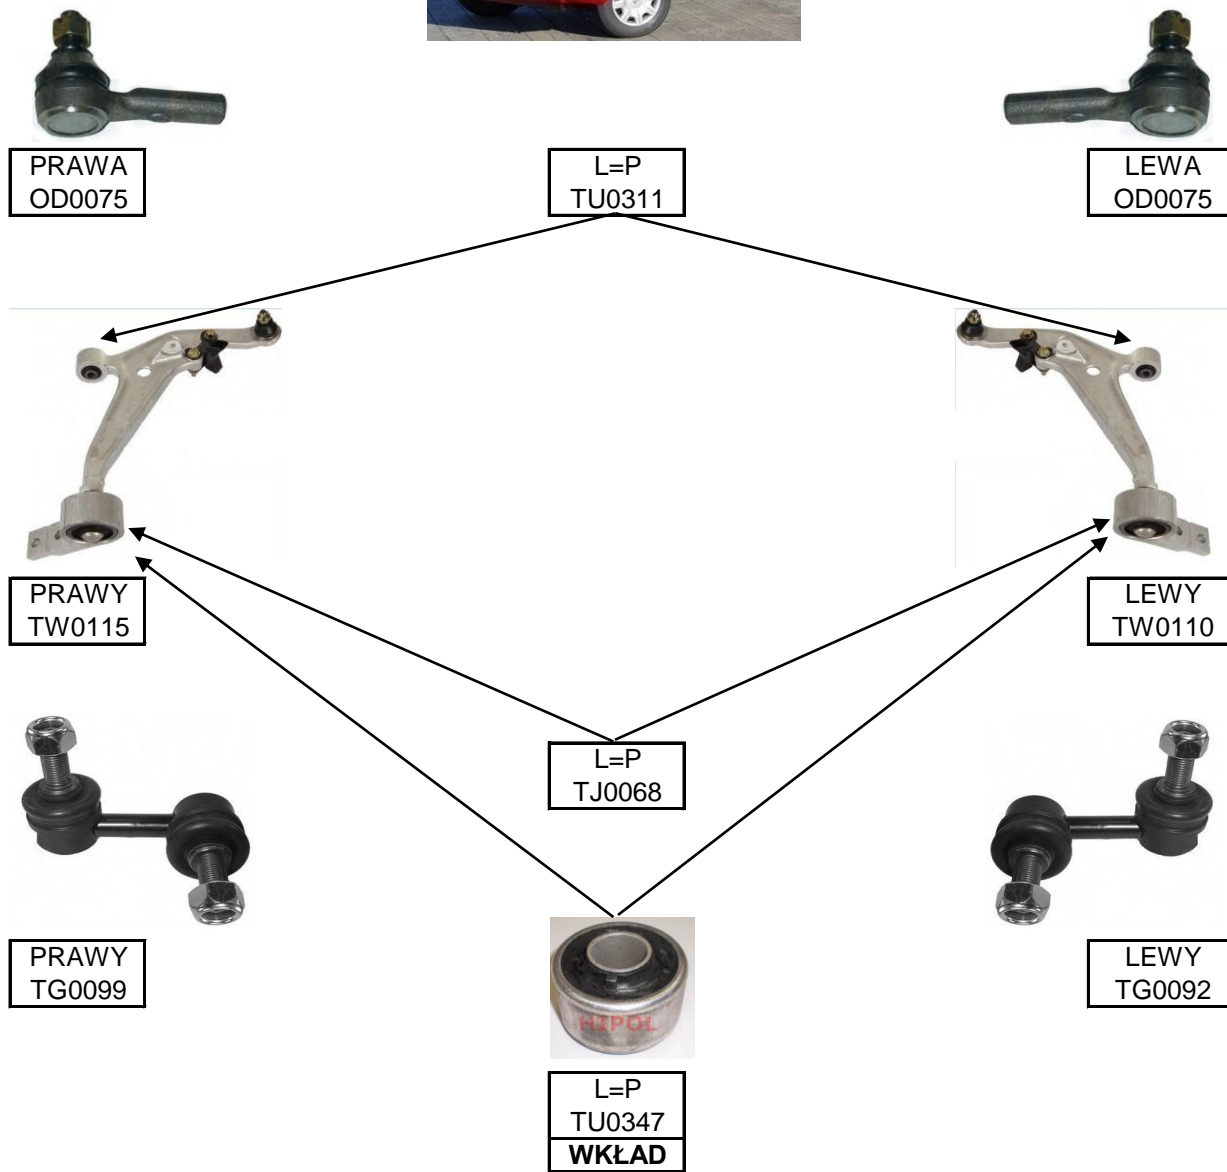 PRAWA
OD0075
L=P
TU0311
LEWA
OD0075
PRAWY
TW0115
LEWY
TW0110
L=P
TJ0068
PRAWY
TG0099
LEWY
TG0092
HIPOL
L=P
TU0347
WKŁAD